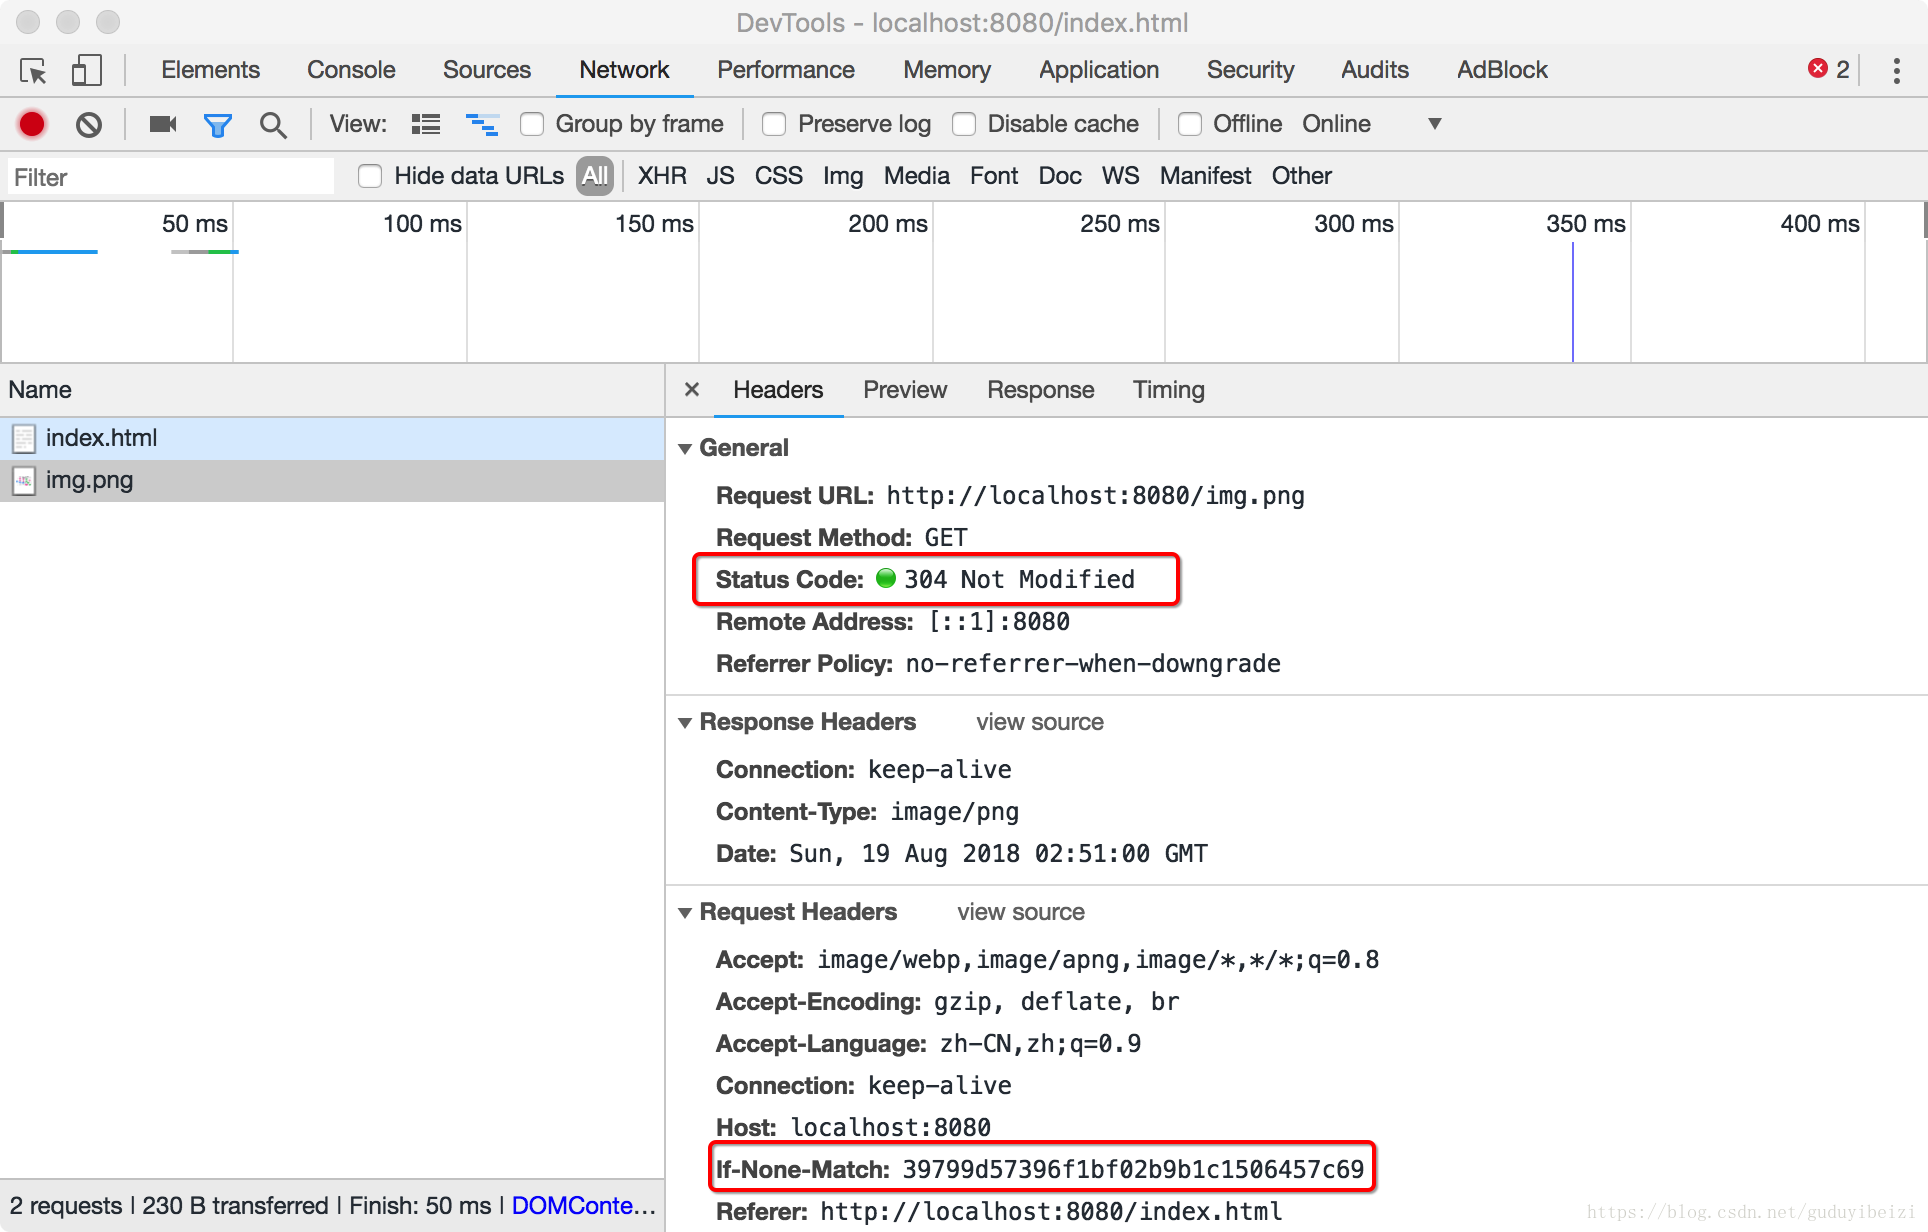 DevTools - localhost:8080/index.html
Elements Console Sources Network Performance Memory Application Security Audits AdBlock 2
View: Group by frame Preserve log Disable cache Offline Online
Filter Hide data URLs All XHR JS CSS Img Media Font Doc WS Manifest Other
50 ms 100 ms 150 ms 200 ms 250 ms 300 ms 350 ms 400 ms
Name
index.html
img.png
Headers Preview Response Timing
General
Request URL: http://localhost:8080/img.png
Request Method: GET
Status Code: 304 Not Modified
Remote Address: [::1]:8080
Referrer Policy: no-referrer-when-downgrade
Response Headers view source
Connection: keep-alive
Content-Type: image/png
Date: Sun, 19 Aug 2018 02:51:00 GMT
Request Headers view source
Accept: image/webp,image/apng,image/*,*/*;q=0.8
Accept-Encoding: gzip, deflate, br
Accept-Language: zh-CN,zh;q=0.9
Connection: keep-alive
Host: localhost:8080
If-None-Match: 39799d57396f1bf02b9b1c1506457c69
Referer: http://localhost:8080/index.html
2 requests | 230 B transferred | Finish: 50 ms | DOMConte...
https://blog.csdn.net/guduyibeizi